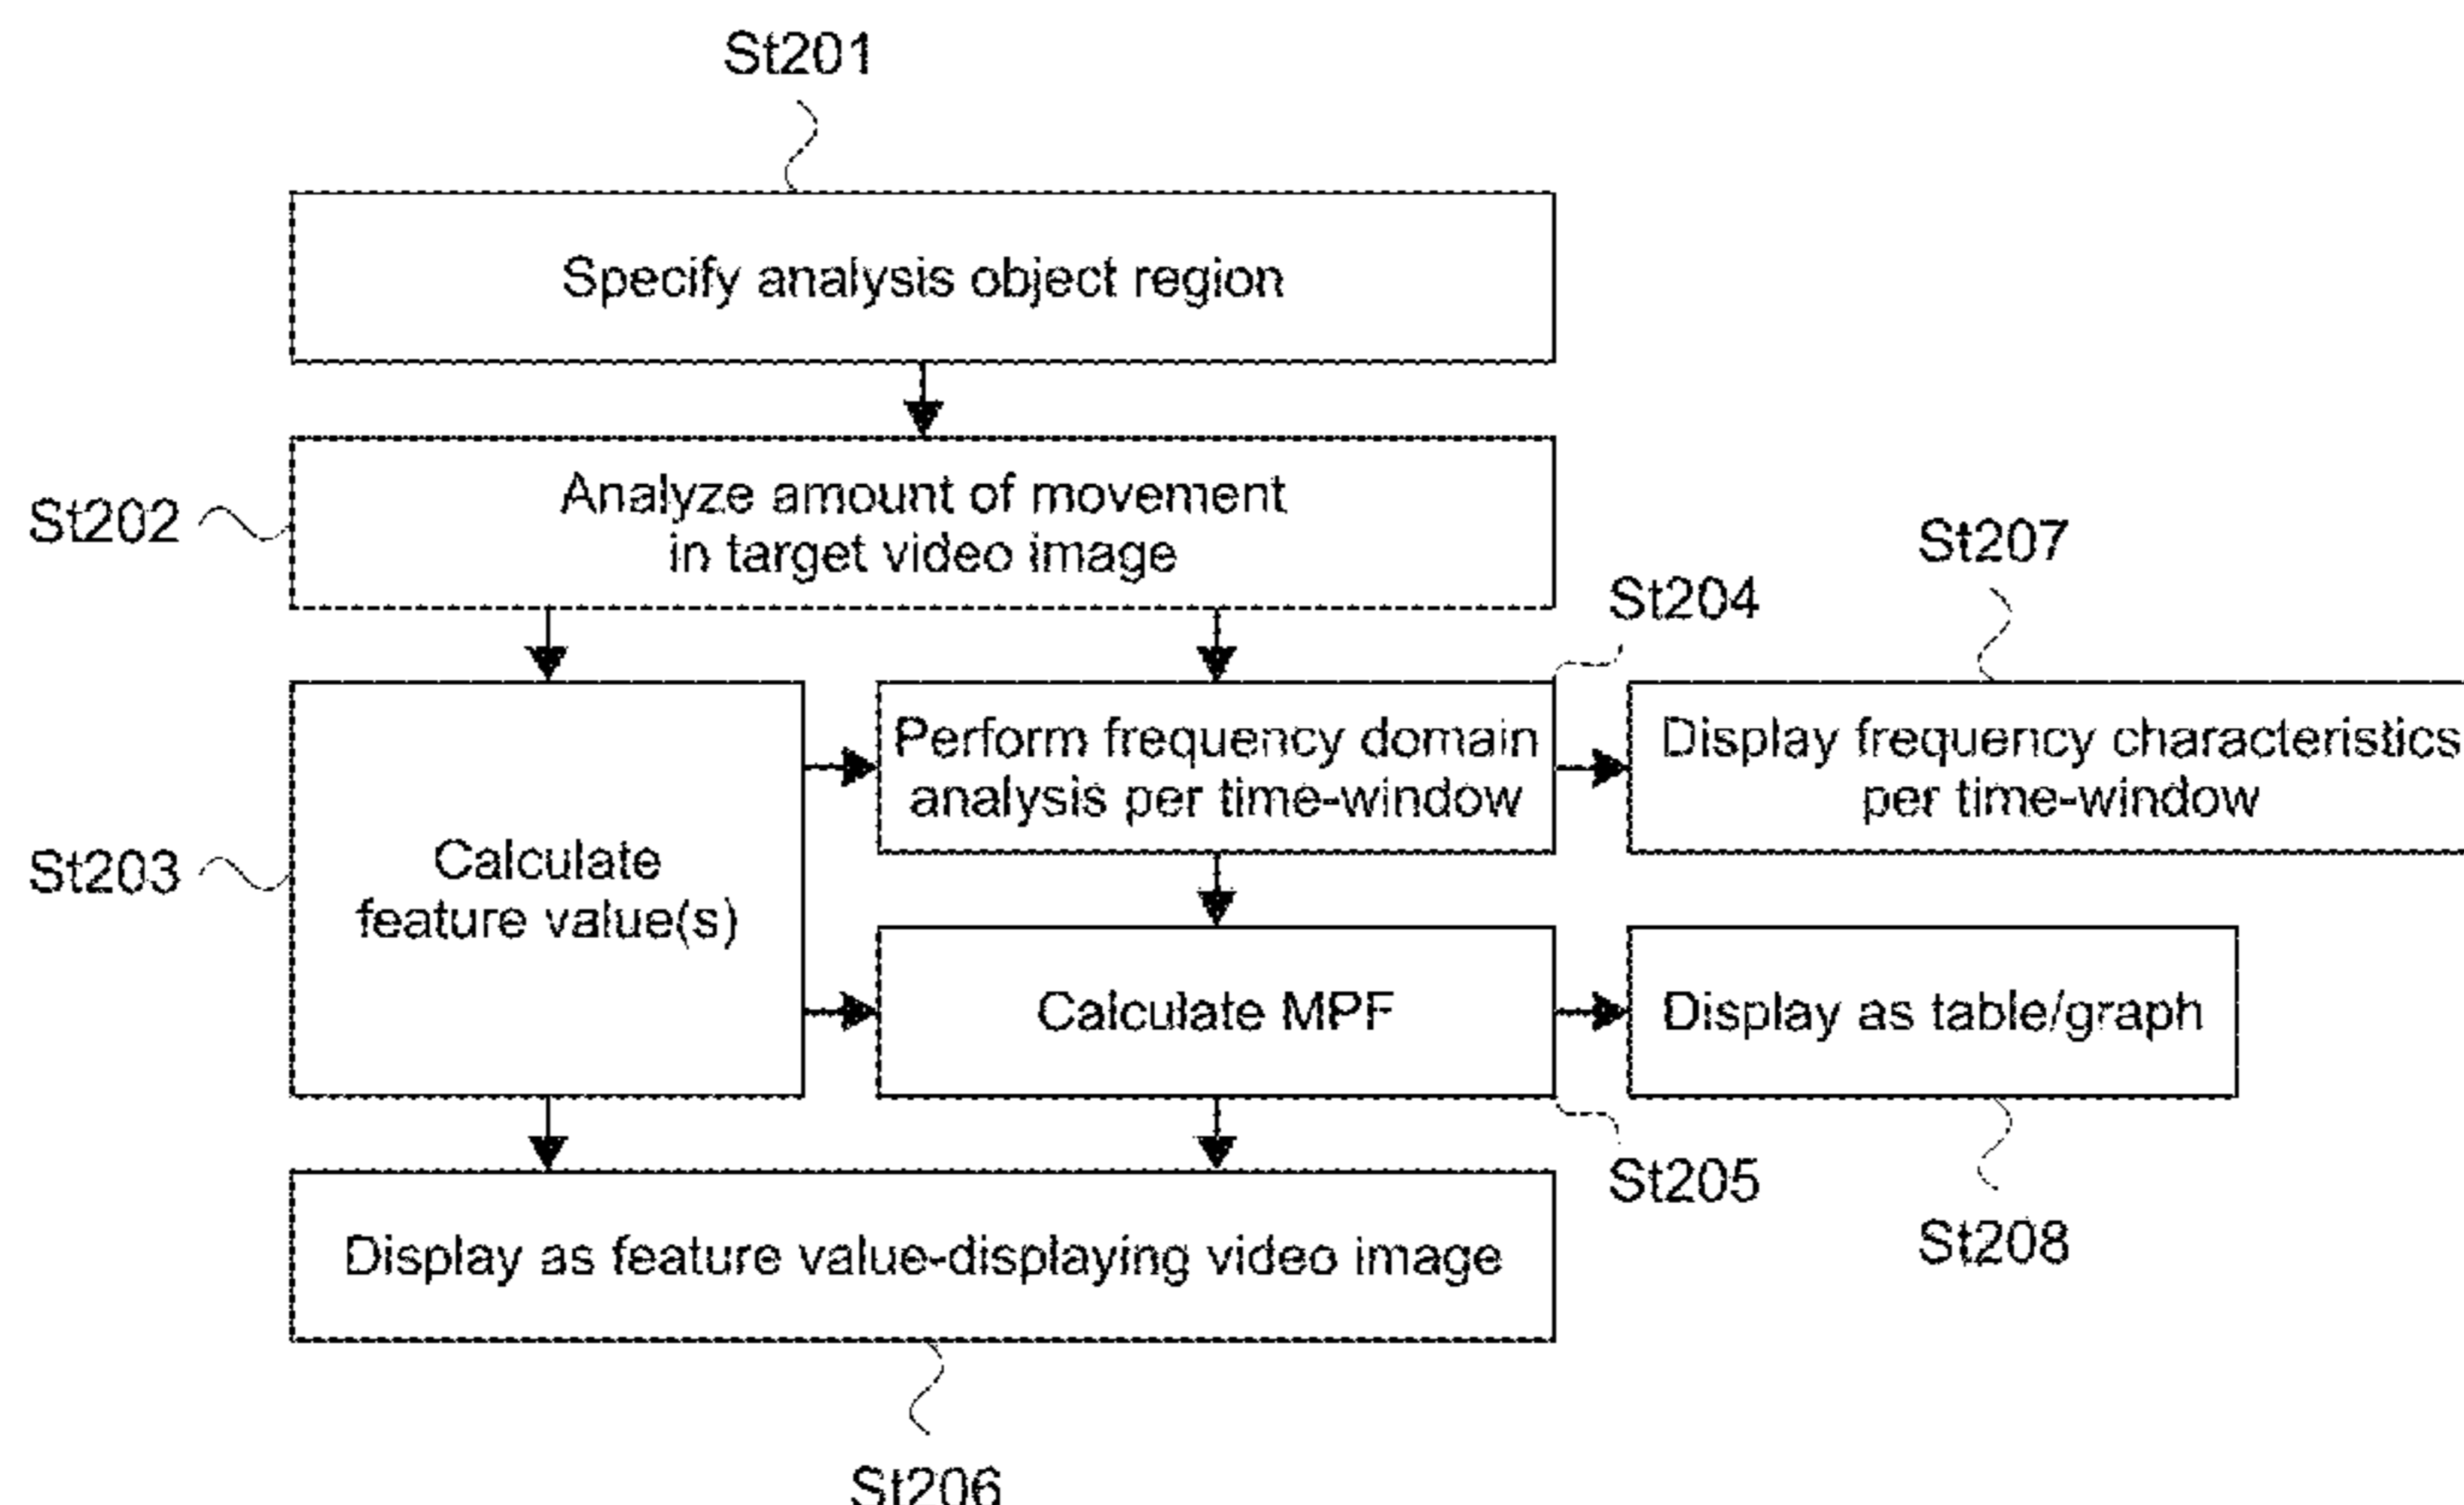 St201
Specify analysis object region
St202
Analyze amount of movement
in target video image
St207
St204
Perform frequency domain
analysis per time-window
Display frequency characteristics
per time-window
St203
Calculate
feature value(s)
Calculate MPF
Display as table/graph
St205
St208
Display as feature value-displaying video image
St206